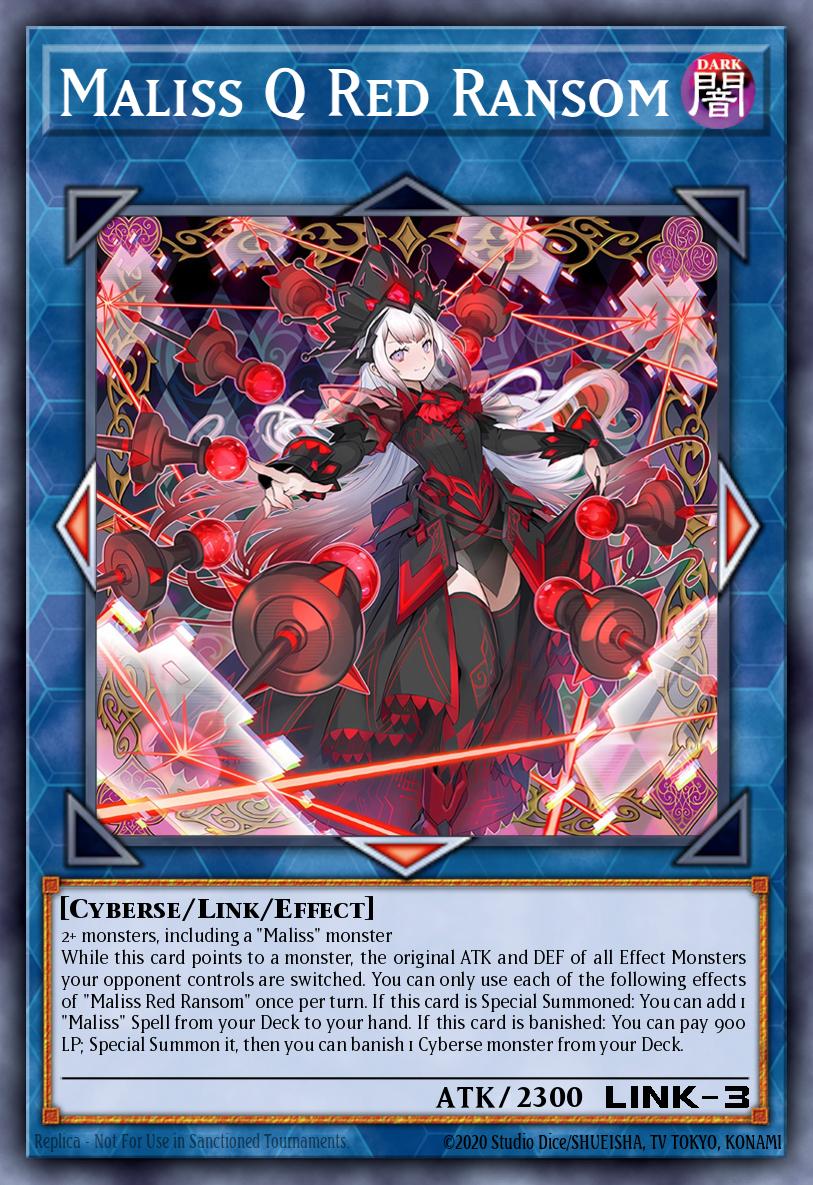 Maliss Q Red Ransom
DARK
闇
[Cyberse/Link/Effect]
2+ monsters, including a "Maliss" monster
While this card points to a monster, the original ATK and DEF of all Effect Monsters
your opponent controls are switched. You can only use each of the following effects
of "Maliss Red Ransom" once per turn. If this card is Special Summoned: You can add 1
"Maliss" Spell from your Deck to your hand. If this card is banished: You can pay 900
LP; Special Summon it, then you can banish 1 Cyberse monster from your Deck.
ATK/2300 LINK-3
Replica - Not For Use in Sanctioned Tournaments. ©2020 Studio Dice/SHUEISHA, TV TOKYO, KONAMI